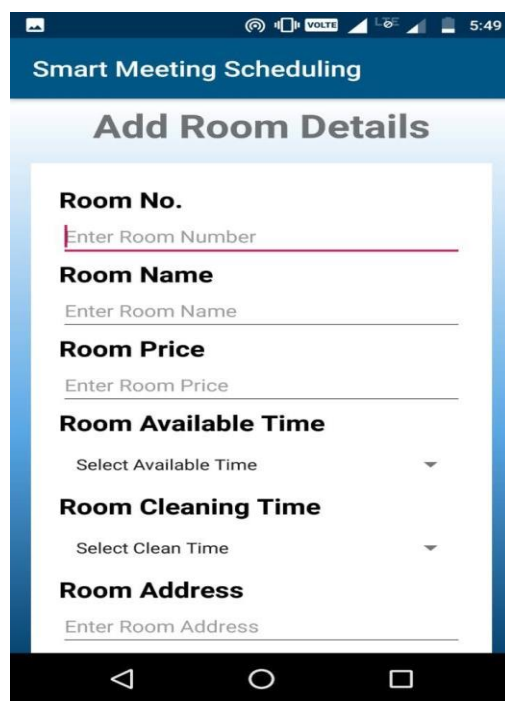 VOLTE LTE 5:49
Smart Meeting Scheduling
Add Room Details
Room No.
Enter Room Number
Room Name
Enter Room Name
Room Price
Enter Room Price
Room Available Time
Select Available Time
Room Cleaning Time
Select Clean Time
Room Address
Enter Room Address